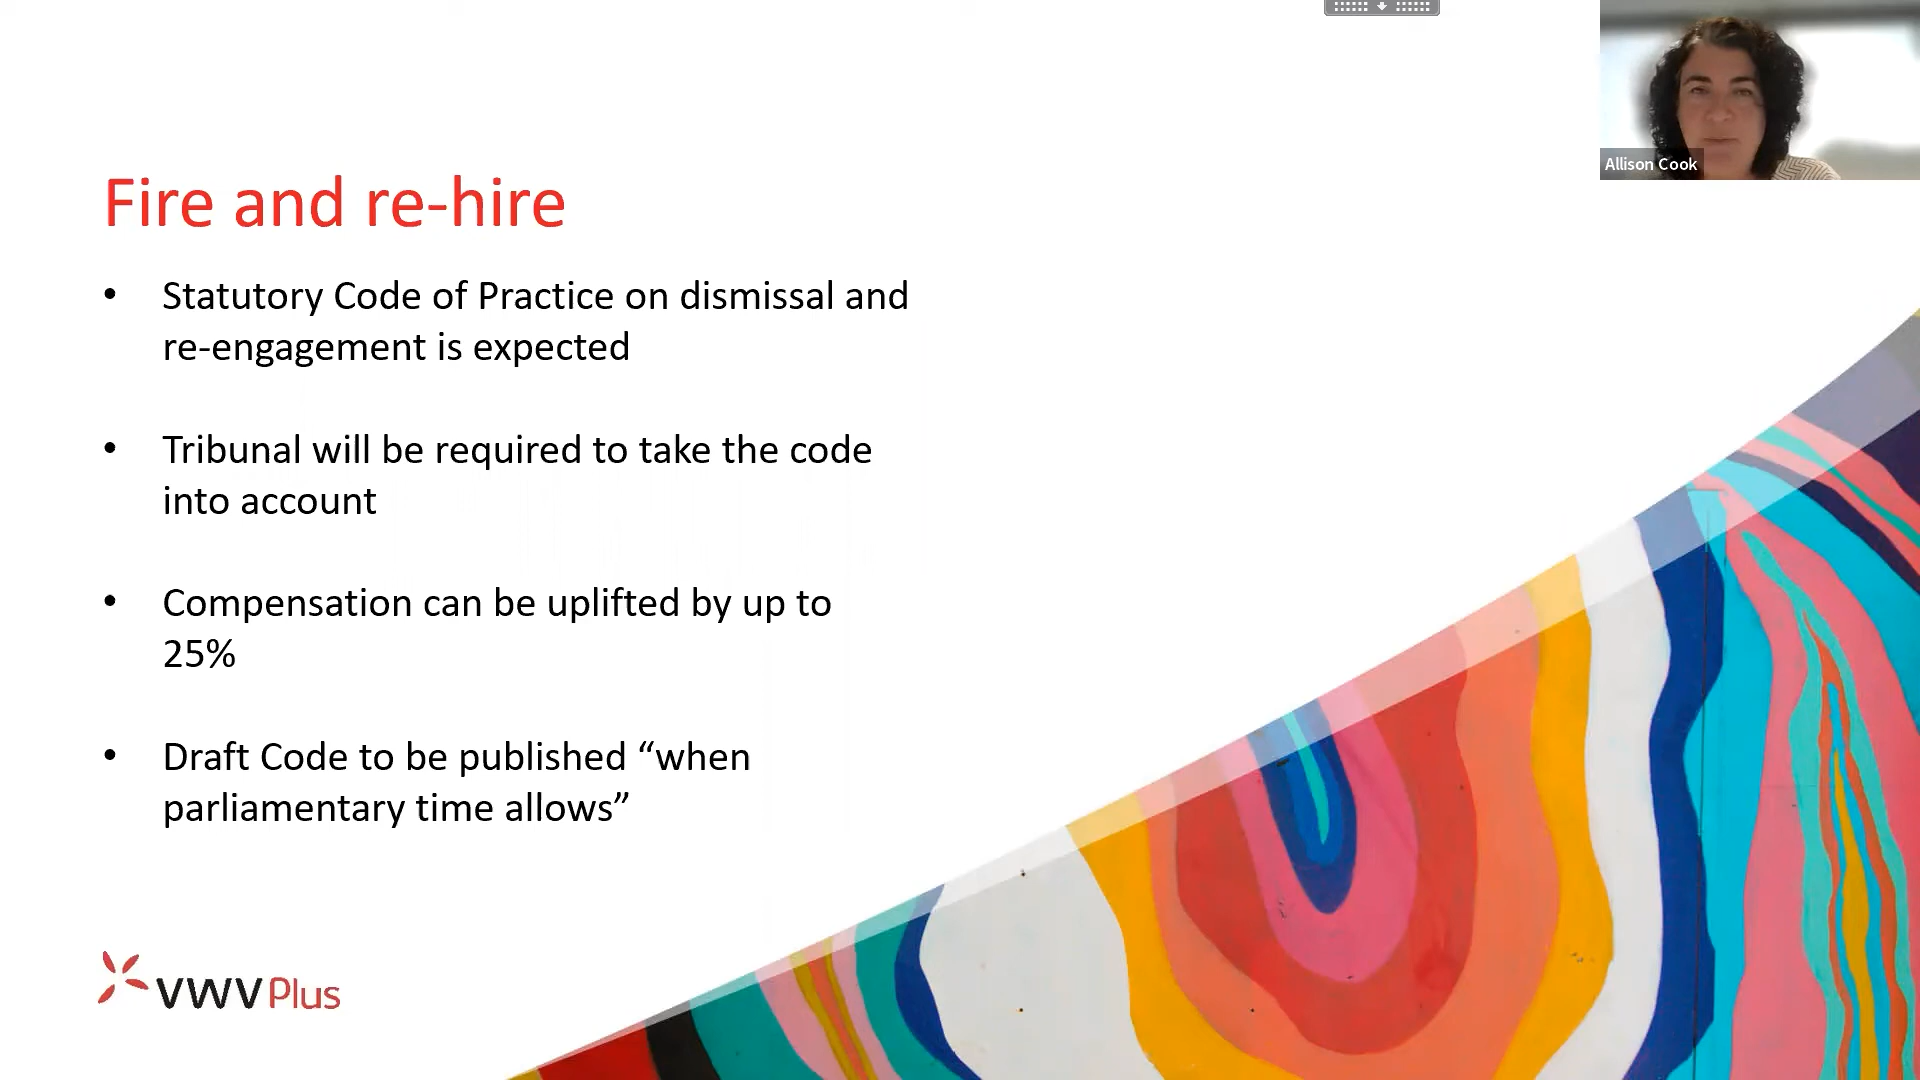 Allison Cook
Fire and re-hire
• Statutory Code of Practice on dismissal and
re-engagement is expected
• Tribunal will be required to take the code
into account
• Compensation can be uplifted by up to
25%
• Draft Code to be published “when
parliamentary time allows”
VWV Plus